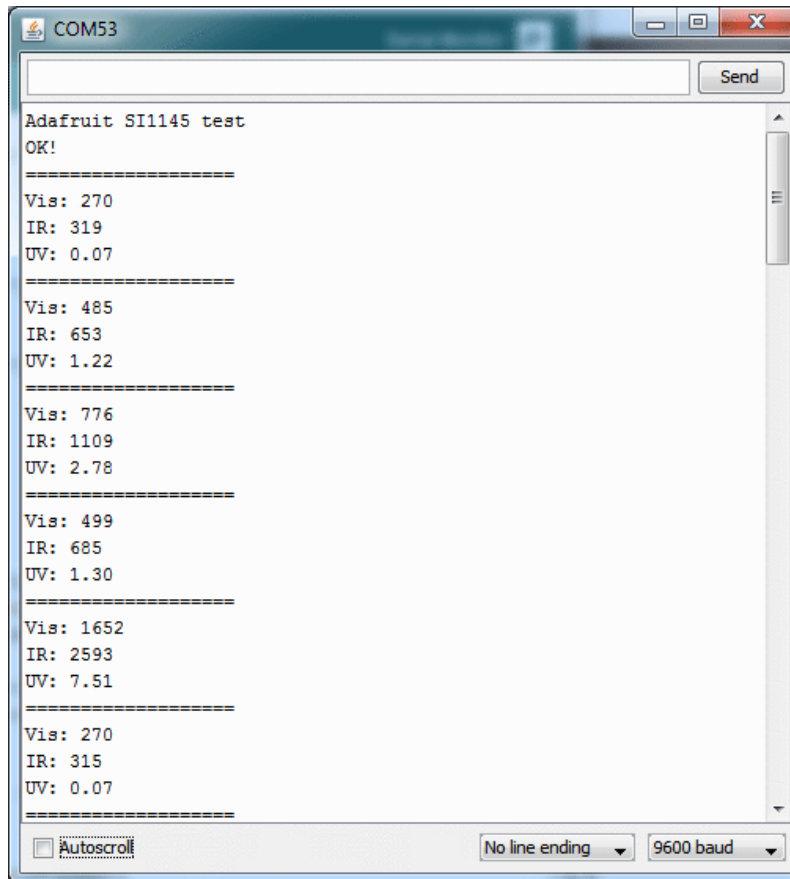 COM53
Send
Adafruit SI1145 test
OK!
===================
Vis: 270
IR: 319
UV: 0.07
===================
Vis: 485
IR: 653
UV: 1.22
===================
Vis: 776
IR: 1109
UV: 2.78
===================
Vis: 499
IR: 685
UV: 1.30
===================
Vis: 1652
IR: 2593
UV: 7.51
===================
Vis: 270
IR: 315
UV: 0.07
===================
Autoscroll No line ending 9600 baud